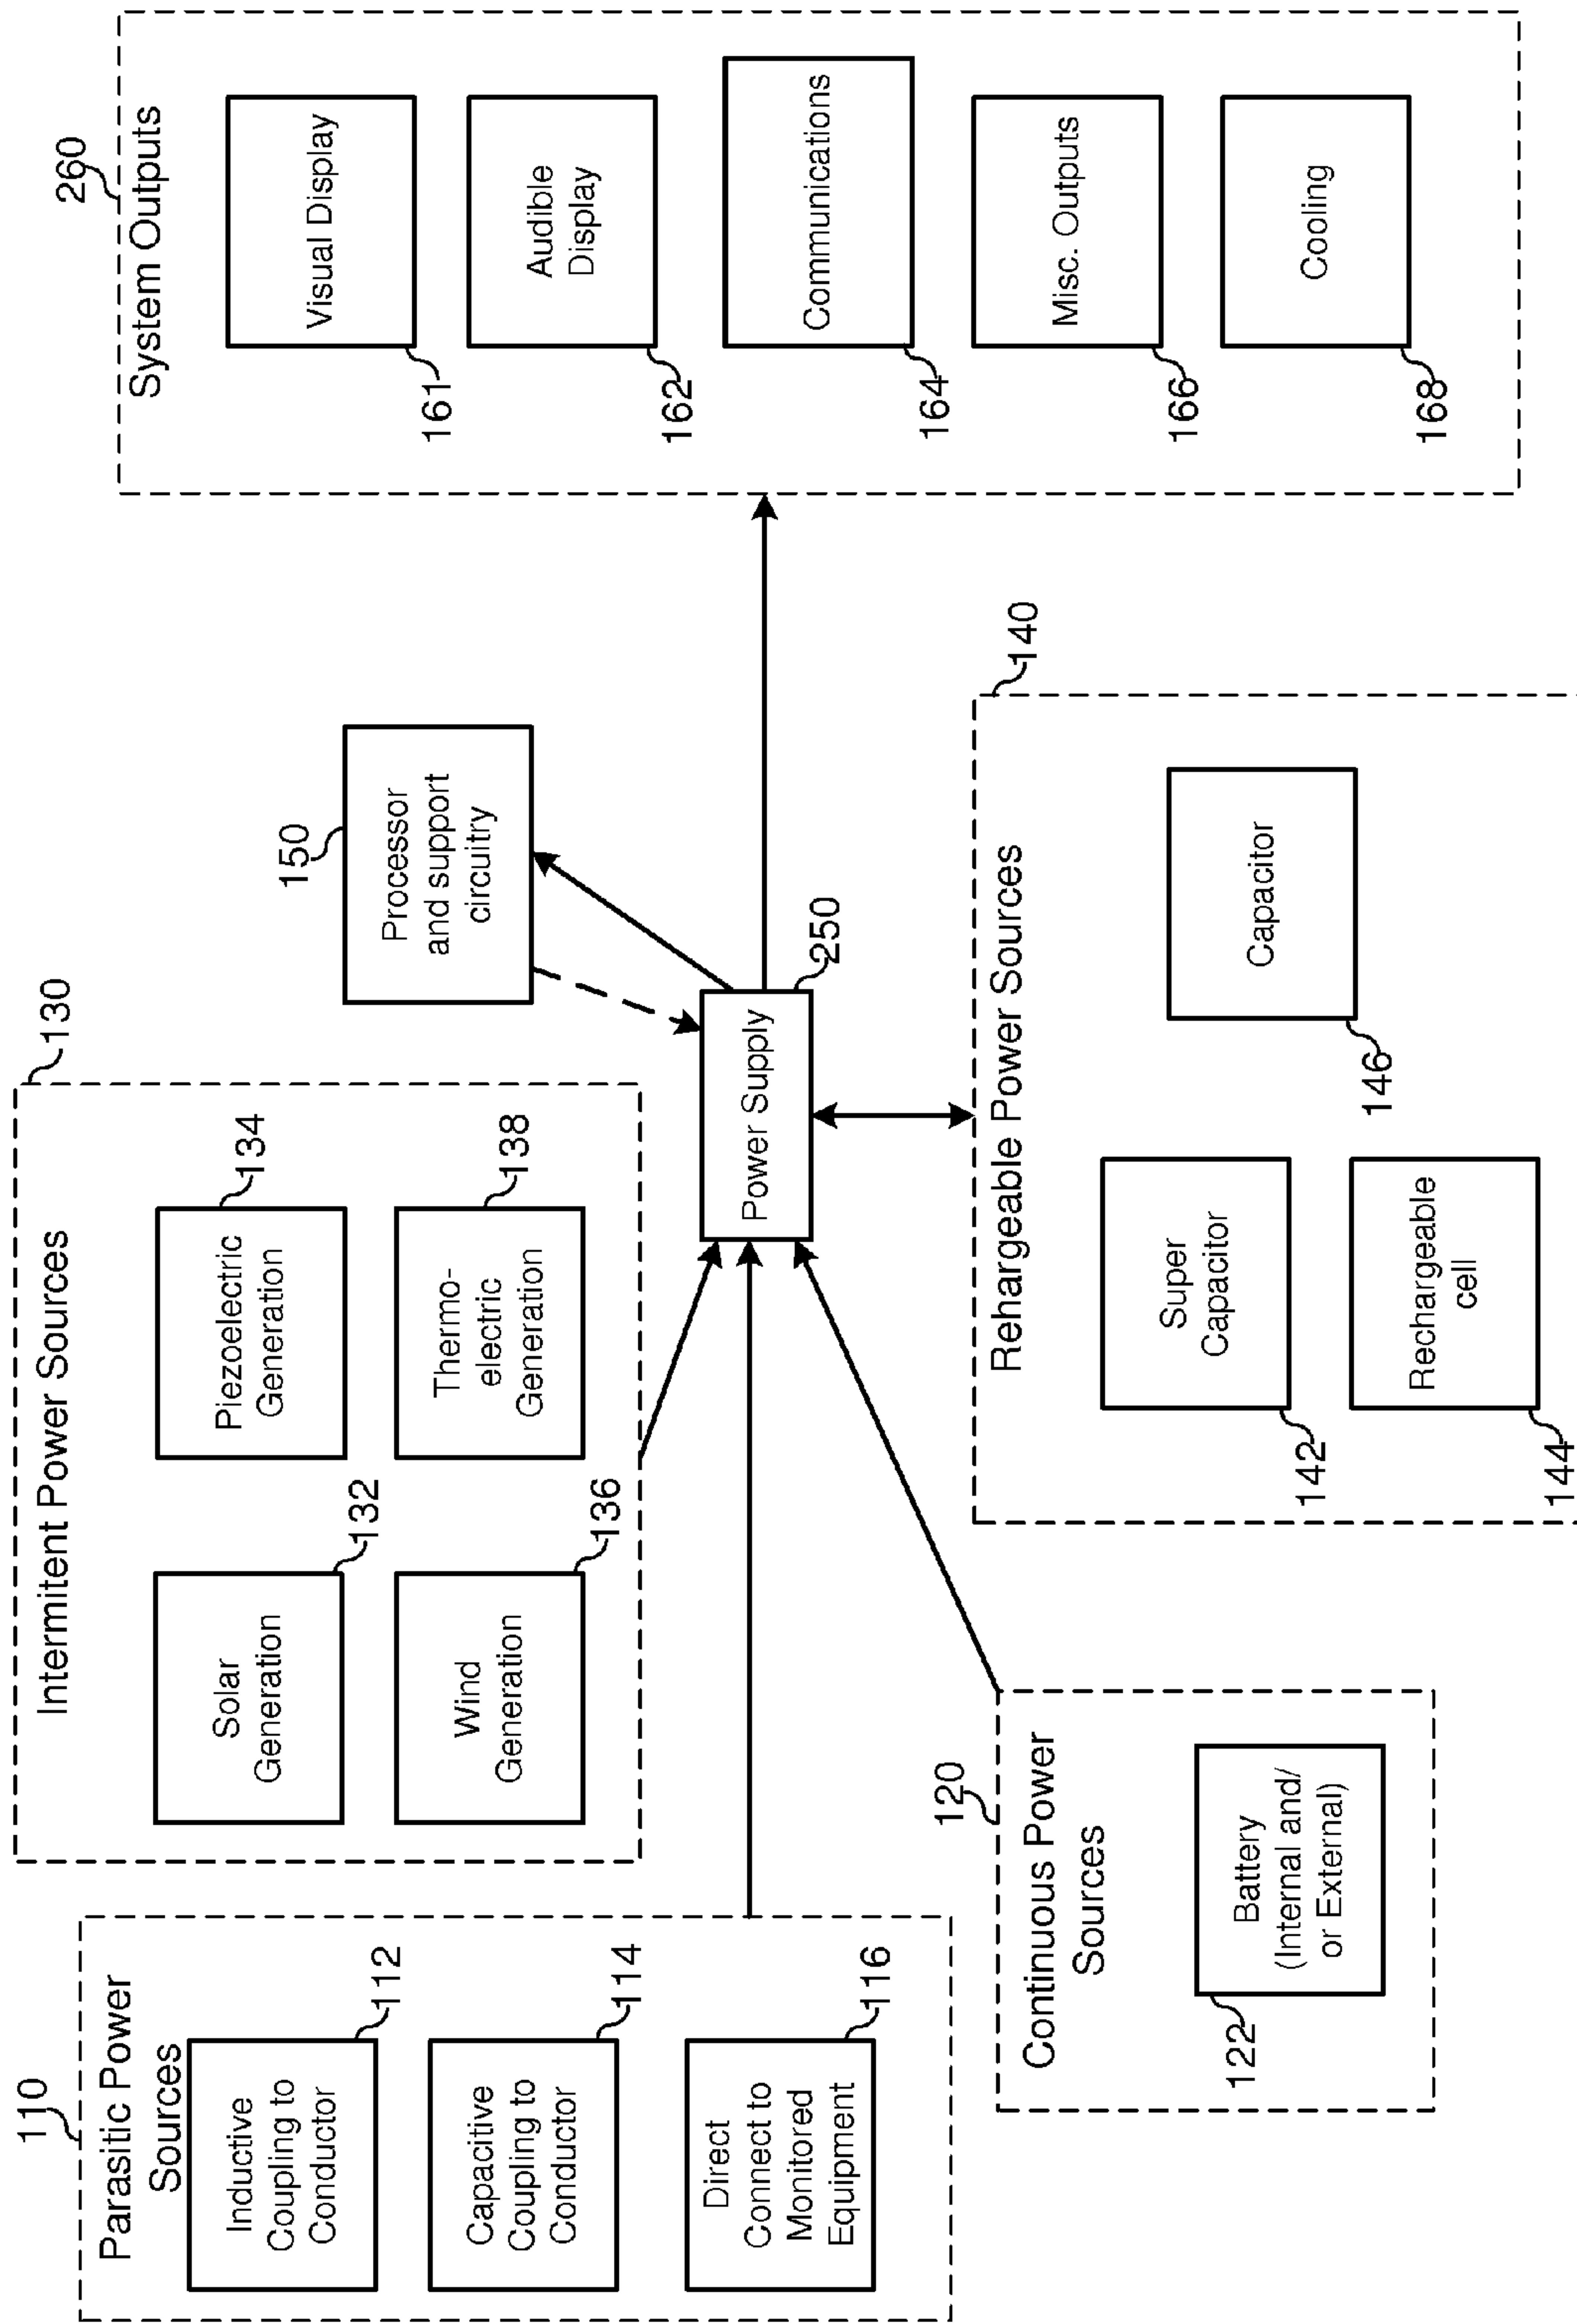 110
Parasitic Power
Sources
Inductive
Coupling to
Conductor
112
Capacitive
Coupling to
Conductor
114
Direct
Connect to
Monitored
Equipment
116
Intermitent Power Sources
130
Solar
Generation
132
Piezoelectric
Generation
134
Wind
Generation
136
Thermo-
electric
Generation
138
120
Continuous Power
Sources
Battery
(Internal and/
or External)
122
150
Processor
and support
circuitry
Power Supply
250
140
Rehargeable Power Sources
Super
Capacitor
142
Rechargeable
cell
144
Capacitor
146
260
System Outputs
Visual Display
161
Audible
Display
162
Communications
164
Misc. Outputs
166
Cooling
168